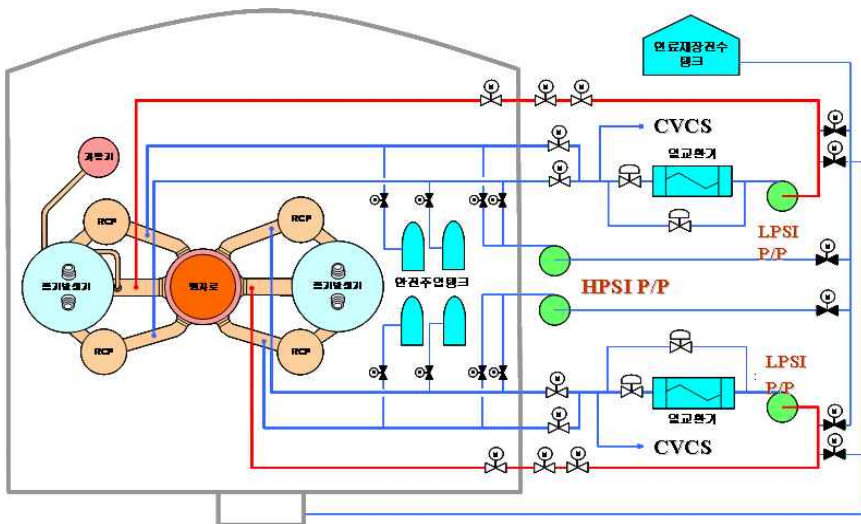 연료재장전수
탱크
CVCS
열교환기
가압기
RCP
RCP
LPSI
P/P
증기발생기
원자로
증기발생기
안전주입탱크
HPSI P/P
RCP
RCP
LPSI
P/P
열교환기
CVCS